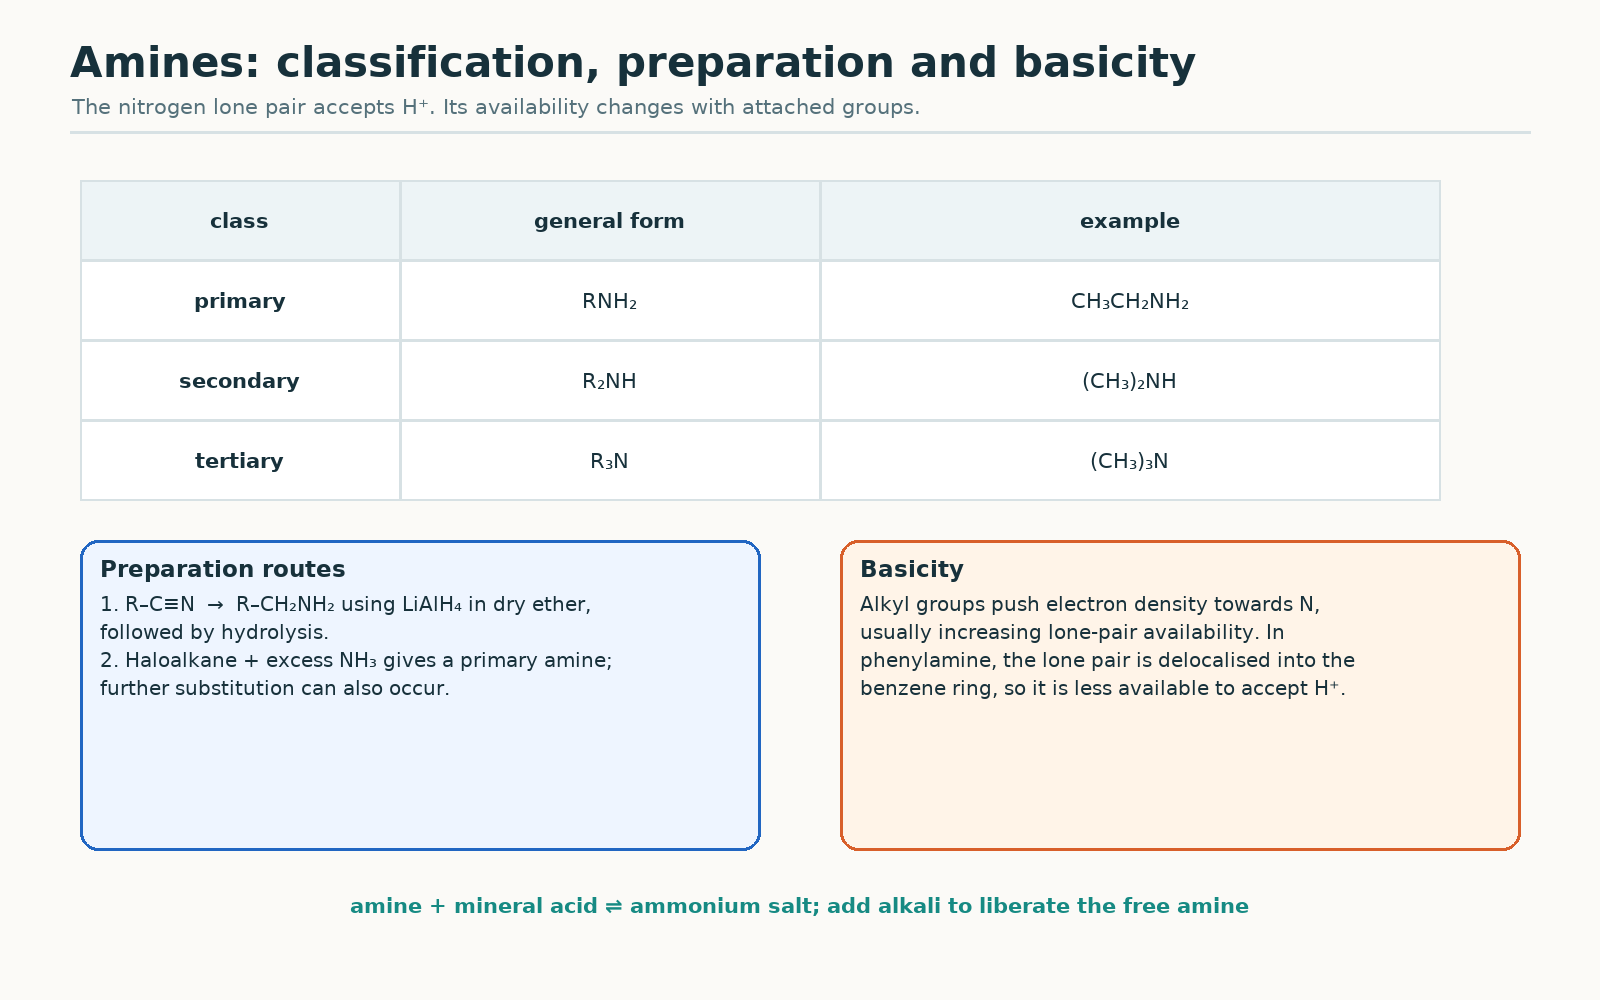 Amines: classification, preparation and basicity
The nitrogen lone pair accepts H⁺. Its availability changes with attached groups.
class general form example
primary RNH₂ CH₃CH₂NH₂
secondary R₂NH (CH₃)₂NH
tertiary R₃N (CH₃)₃N
Preparation routes
1. R–C≡N → R–CH₂NH₂ using LiAlH₄ in dry ether,
followed by hydrolysis.
2. Haloalkane + excess NH₃ gives a primary amine;
further substitution can also occur.
Basicity
Alkyl groups push electron density towards N,
usually increasing lone-pair availability. In
phenylamine, the lone pair is delocalised into the
benzene ring, so it is less available to accept H⁺.
amine + mineral acid ⇌ ammonium salt; add alkali to liberate the free amine